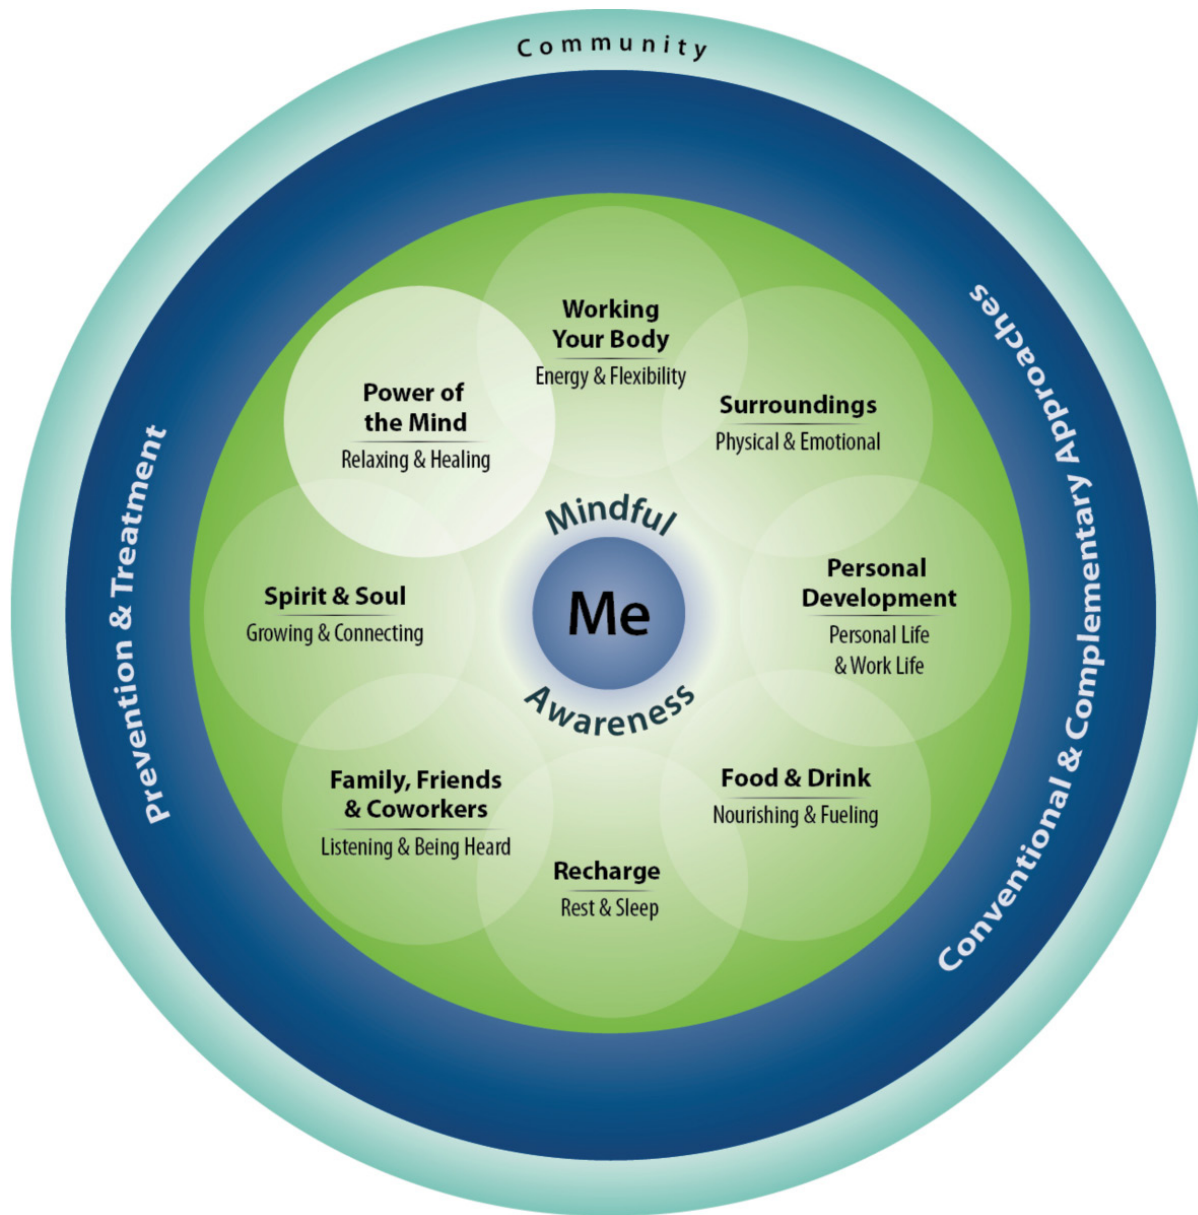 Community
Prevention & Treatment
Conventional & Complementary Approaches
Working
Your Body
Energy & Flexibility
Surroundings
Physical & Emotional
Personal
Development
Personal Life
& Work Life
Food & Drink
Nourishing & Fueling
Recharge
Rest & Sleep
Family, Friends
& Coworkers
Listening & Being Heard
Spirit & Soul
Growing & Connecting
Power of
the Mind
Relaxing & Healing
Mindful
Me
Awareness